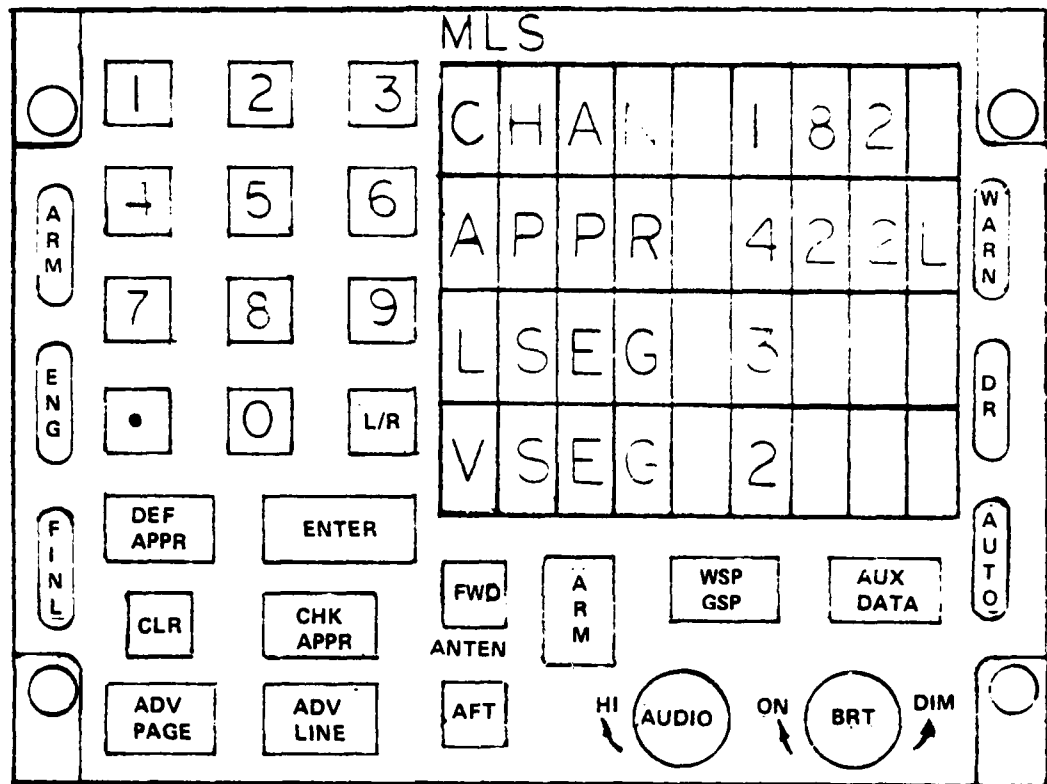 MLS
1 2 3
4 5 6
7 8 9
• 0 L/R
CHAN 182
APPR 422L
LSEG 3
VSEG 2
ARM
ENG
FINL
WARN
DR
AUTO
DEF APPR
ENTER
CLR
CHK APPR
ADV PAGE
ADV LINE
FWD
ANTEN
AFT
ARM
WSP GSP
AUX DATA
HI
AUDIO
ON
BRT
DIM